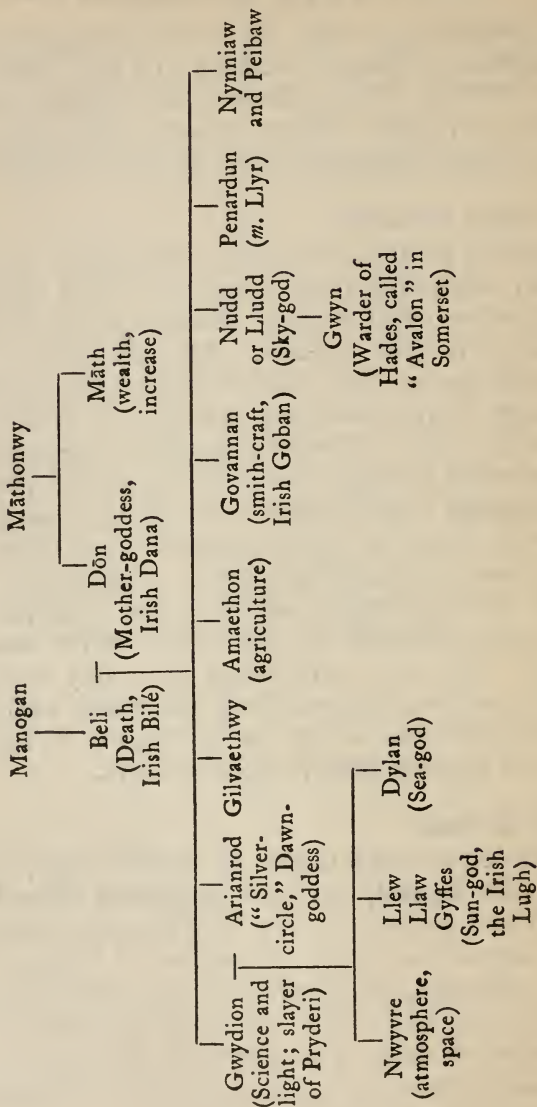 Manogan
Māthonwy
Beli
(Death,
Irish Bilé)
Dōn
(Mother-goddess,
Irish Dana)
Māth
(wealth,
increase)
Gwydion
(Science and
light; slayer
of Pryderi)
Arianrod
(“Silver-
circle,” Dawn-
goddess)
Gilvaethwy
Amaethon
(agriculture)
Govannan
(smith-craft,
Irish Goban)
Nudd
or Lludd
(Sky-god)
Penardun
(m. Llyr)
Nynniaw
and Peibaw
Gwyn
(Warder of
Hades, called
“Avalon” in
Somerset)
Nwyvre
(atmosphere,
space)
Llew
Llaw
Gyffes
(Sun-god,
the Irish
Lugh)
Dylan
(Sea-god)